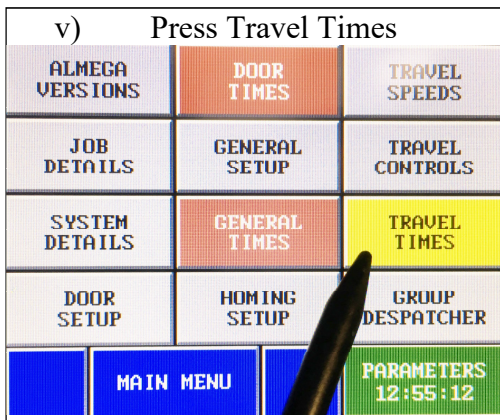 v) Press Travel Times
ALMEGA
VERSIONS
DOOR
TIMES
TRAVEL
SPEEDS
JOB
DETAILS
GENERAL
SETUP
TRAVEL
CONTROLS
SYSTEM
DETAILS
GENERAL
TIMES
TRAVEL
TIMES
DOOR
SETUP
HOMING
SETUP
GROUP
DESPATCHER
MAIN MENU
PARAMETERS
12:55:12